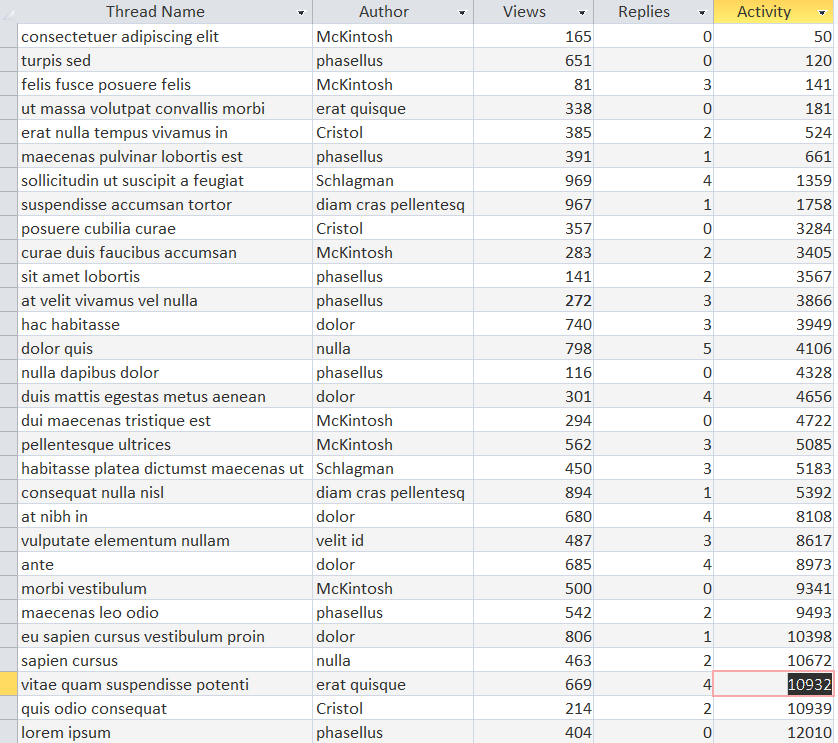 Thread Name Author Views Replies Activity
consectetuer adipiscing elit McKintosh 165 0 50
turpis sed phasellus 651 0 120
felis fusce posuere felis McKintosh 81 3 141
ut massa volutpat convallis morbi erat quisque 338 0 181
erat nulla tempus vivamus in Cristol 385 2 524
maecenas pulvinar lobortis est phasellus 391 1 661
sollicitudin ut suscipit a feugiat Schlagman 969 4 1359
suspendisse accumsan tortor diam cras pellentesq 967 1 1758
posuere cubilia curae Cristol 357 0 3284
curae duis faucibus accumsan McKintosh 283 2 3405
sit amet lobortis phasellus 141 2 3567
at velit vivamus vel nulla phasellus 272 3 3866
hac habitasse dolor 740 3 3949
dolor quis nulla 798 5 4106
nulla dapibus dolor phasellus 116 0 4328
duis mattis egestas metus aenean dolor 301 4 4656
dui maecenas tristique est McKintosh 294 0 4722
pellentesque ultrices McKintosh 562 3 5085
habitasse platea dictumst maecenas ut Schlagman 450 3 5183
consequat nulla nisl diam cras pellentesq 894 1 5392
at nibh in dolor 680 4 8108
vulputate elementum nullam velit id 487 3 8617
ante dolor 685 4 8973
morbi vestibulum McKintosh 500 0 9341
maecenas leo odio phasellus 542 2 9493
eu sapien cursus vestibulum proin dolor 806 1 10398
sapien cursus nulla 463 2 10672
vitae quam suspendisse potenti erat quisque 669 4 10932
quis odio consequat Cristol 214 2 10939
lorem ipsum phasellus 404 0 12010